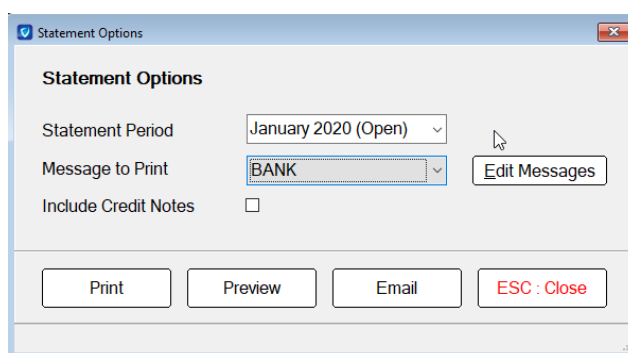 Statement Options
Statement Options
Statement Period January 2020 (Open)
Message to Print BANK Edit Messages
Include Credit Notes
Print Preview Email ESC : Close